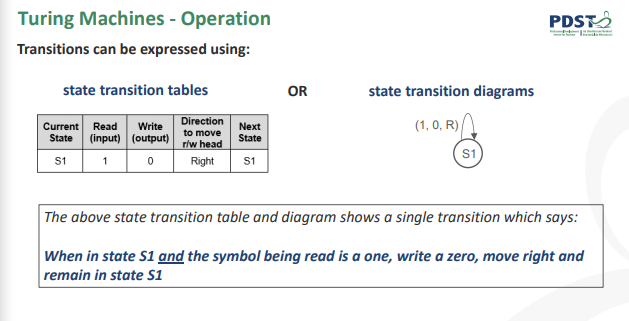 Turing Machines - Operation
PDST
Transitions can be expressed using:
state transition tables
OR
state transition diagrams
Current State Read (input) Write (output) Direction to move r/w head Next State
S1 1 0 Right S1
(1, 0, R)
S1
The above state transition table and diagram shows a single transition which says:
When in state S1 and the symbol being read is a one, write a zero, move right and
remain in state S1